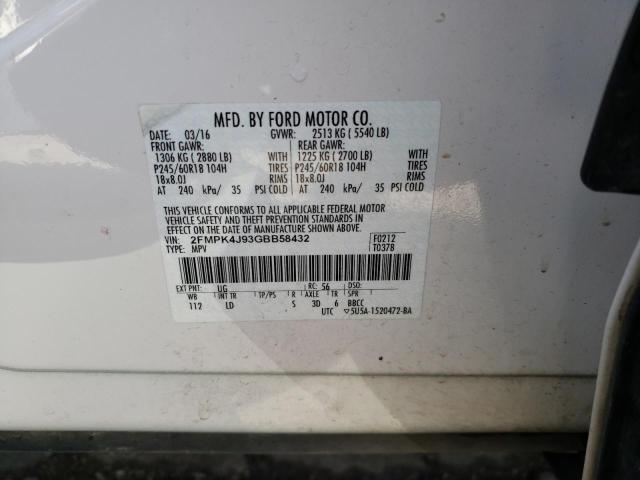 MFD. BY FORD MOTOR CO.
DATE: 03/16 GVWR: 2513 KG ( 5540 LB)
FRONT GAWR: REAR GAWR:
1306 KG ( 2880 LB) WITH 1225 KG ( 2700 LB) WITH
P245/60R18 104H TIRES P245/60R18 104H TIRES
18x8.0J RIMS 18x8.0J RIMS
AT 240 kPa/ 35 PSI COLD AT 240 kPa/ 35 PSI COLD
THIS VEHICLE CONFORMS TO ALL APPLICABLE FEDERAL MOTOR
VEHICLE SAFETY AND THEFT PREVENTION STANDARDS IN
EFFECT ON THE DATE OF MANUFACTURE SHOWN ABOVE.
VIN: 2FMPK4J93GBB58432 F0212
TYPE: MPV T0378
EXT PNT: UG RC: 56 DSO:
WB INT TR TP/PS R AXLE TR SPR
112 LD S 3D 6 BBCC
UTC ▽5U5A-1520472-BA